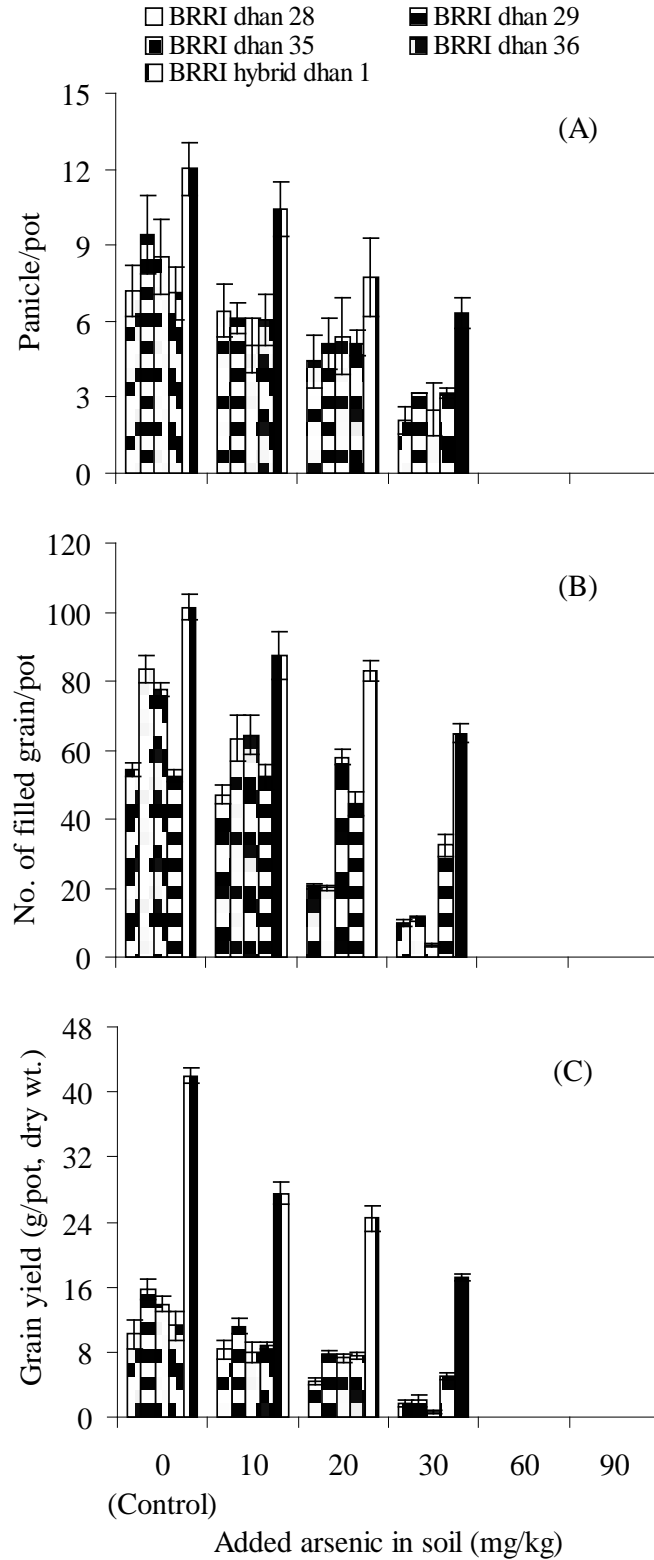 BRRI dhan 28 BRRI dhan 29
BRRI dhan 35 BRRI dhan 36
BRRI hybrid dhan 1
(A)
Panicle/pot
15
12
9
6
3
0
(B)
No. of filled grain/pot
120
100
80
60
40
20
0
(C)
Grain yield (g/pot, dry wt.)
48
40
32
24
16
8
0
0 10 20 30 60 90
(Control)
Added arsenic in soil (mg/kg)